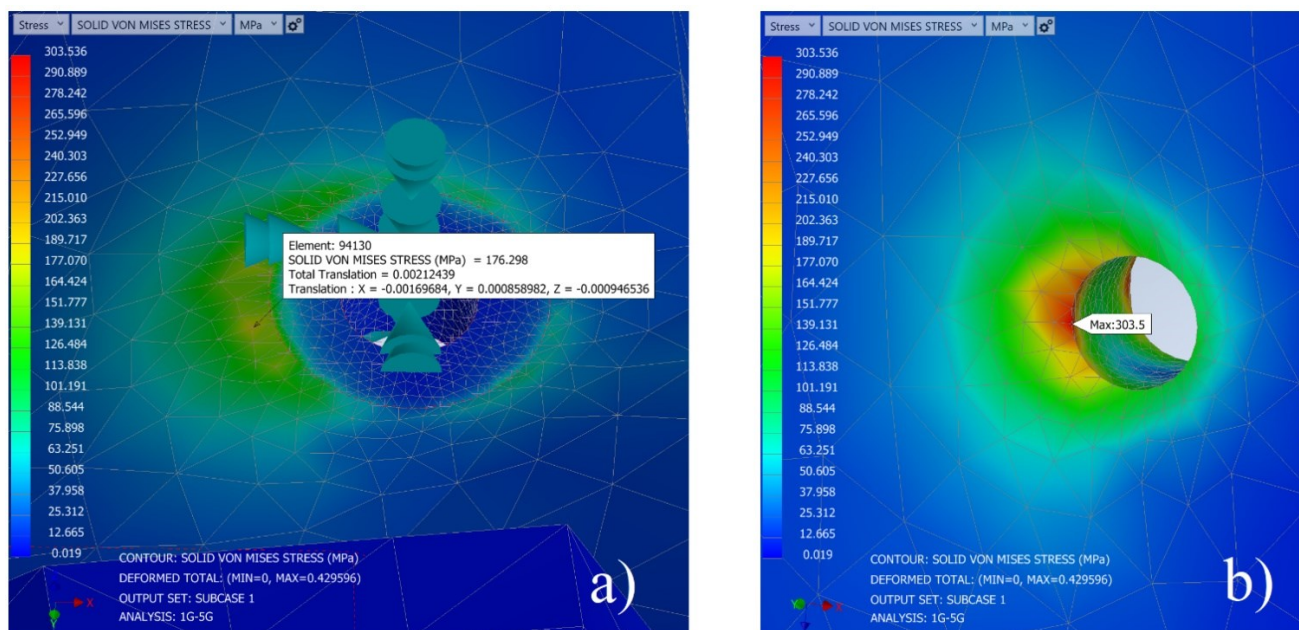 Stress SOLID VON MISES STRESS MPa
303.536
290.889
278.242
265.596
252.949
240.303
227.656
215.010
202.363
189.717
177.070
164.424
151.777
139.131
126.484
113.838
101.191
88.544
75.898
63.251
50.605
37.958
25.312
12.665
0.019
Element: 94130
SOLID VON MISES STRESS (MPa) = 176.298
Total Translation = 0.00212439
Translation : X = -0.00169684, Y = 0.000858982, Z = -0.000946536
CONTOUR: SOLID VON MISES STRESS (MPa)
DEFORMED TOTAL: (MIN=0, MAX=0.429596)
OUTPUT SET: SUBCASE 1
ANALYSIS: 1G-5G
X
Y
a)
Stress SOLID VON MISES STRESS MPa
303.536
290.889
278.242
265.596
252.949
240.303
227.656
215.010
202.363
189.717
177.070
164.424
151.777
139.131
126.484
113.838
101.191
88.544
75.898
63.251
50.605
37.958
25.312
12.665
0.019
Max:303.5
CONTOUR: SOLID VON MISES STRESS (MPa)
DEFORMED TOTAL: (MIN=0, MAX=0.429596)
OUTPUT SET: SUBCASE 1
ANALYSIS: 1G-5G
Y X
b)